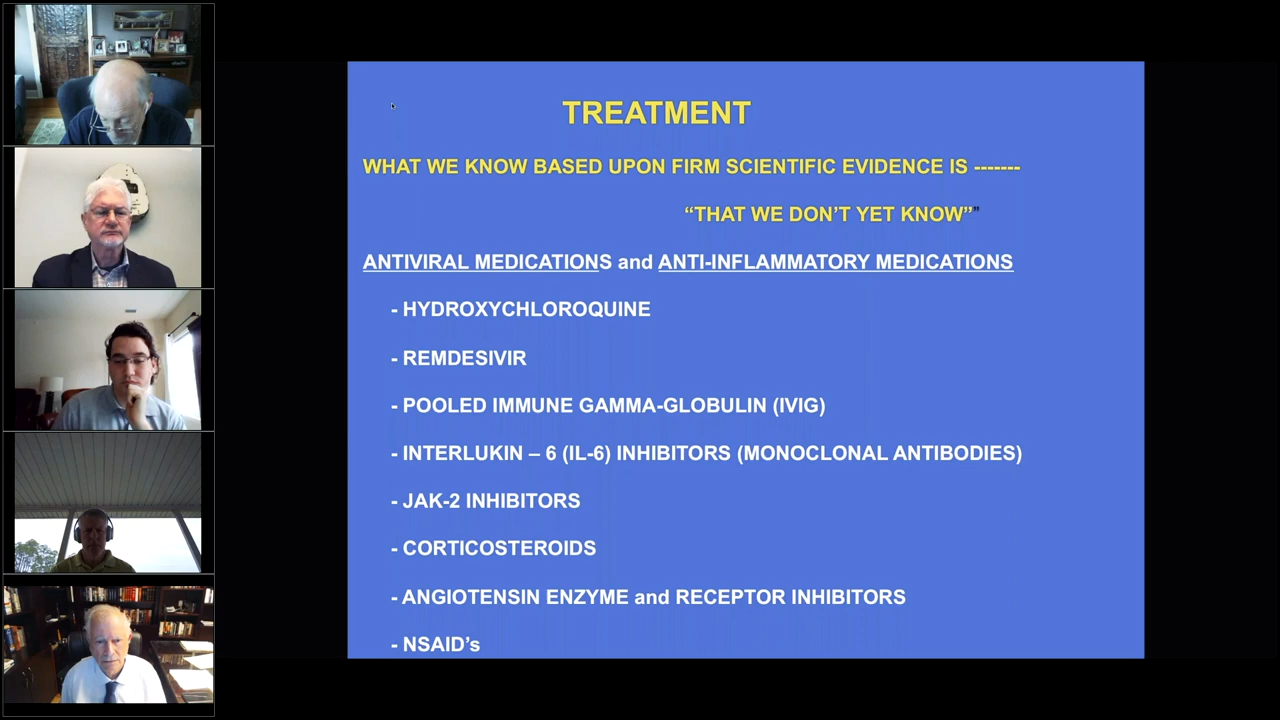 TREATMENT
WHAT WE KNOW BASED UPON FIRM SCIENTIFIC EVIDENCE IS -------
“THAT WE DON’T YET KNOW””
ANTIVIRAL MEDICATIONS and ANTI-INFLAMMATORY MEDICATIONS
- HYDROXYCHLOROQUINE
- REMDESIVIR
- POOLED IMMUNE GAMMA-GLOBULIN (IVIG)
- INTERLUKIN – 6 (IL-6) INHIBITORS (MONOCLONAL ANTIBODIES)
- JAK-2 INHIBITORS
- CORTICOSTEROIDS
- ANGIOTENSIN ENZYME and RECEPTOR INHIBITORS
- NSAID’s